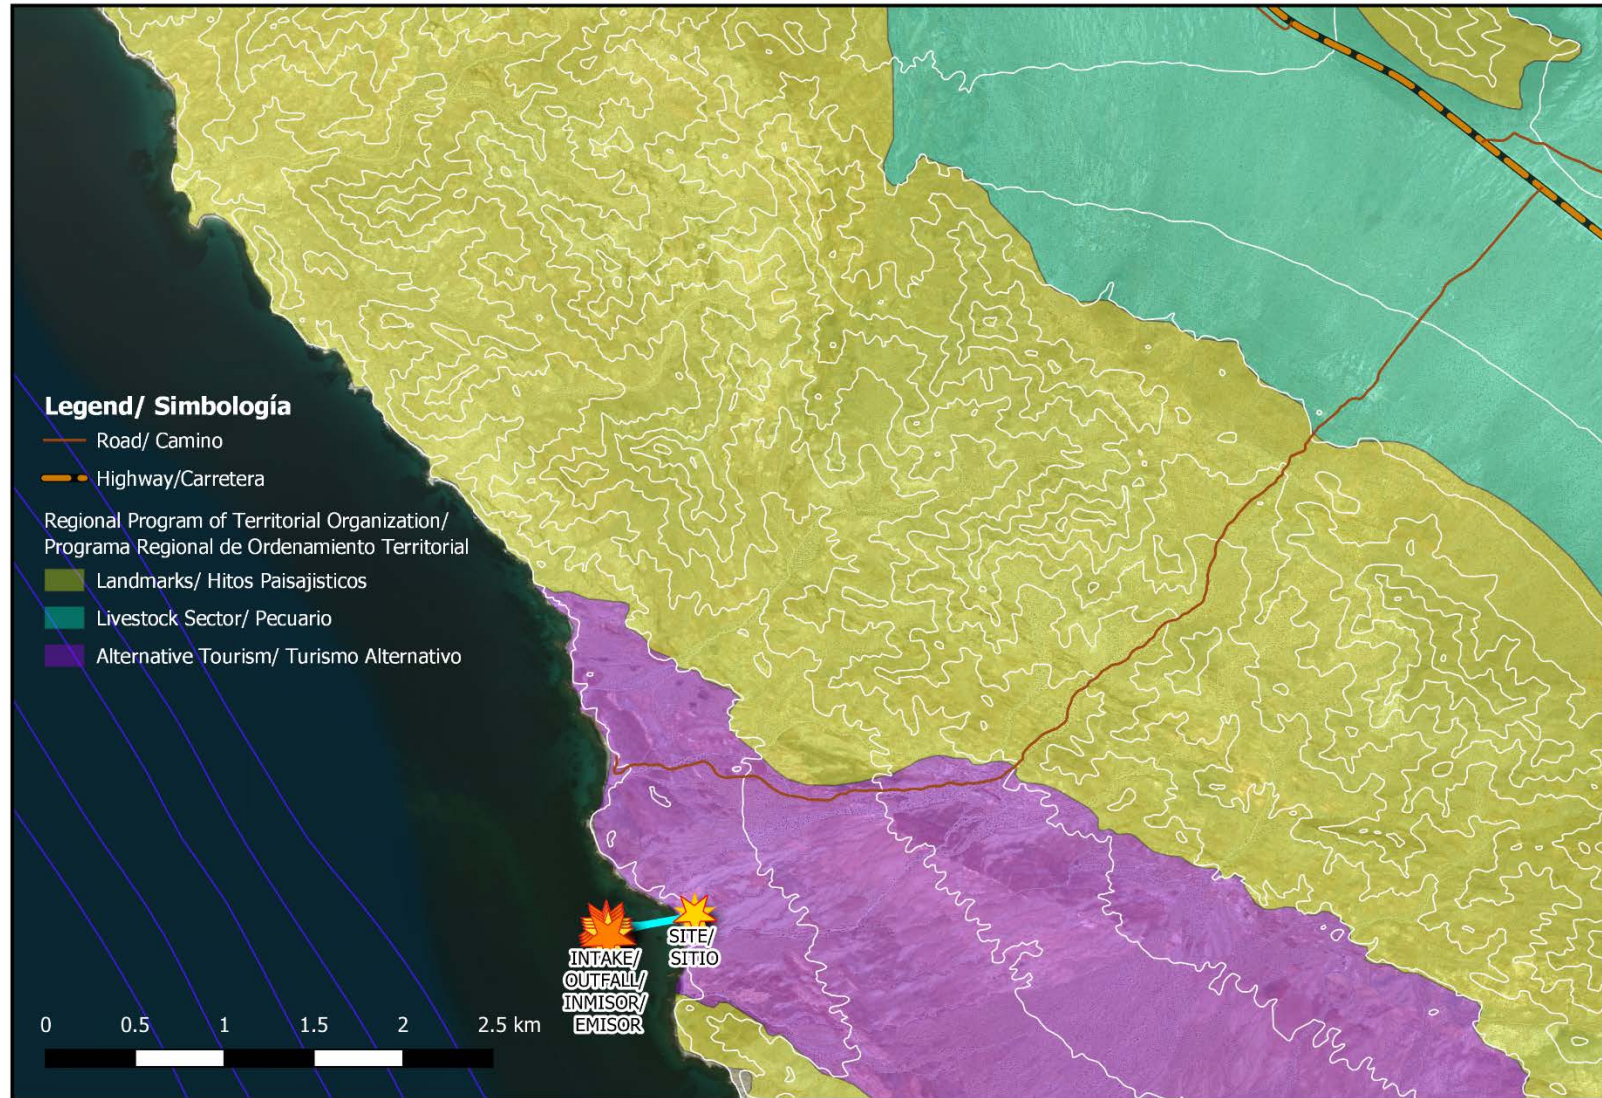 Legend/ Simbología
Road/ Camino
Highway/Carretera
Regional Program of Territorial Organization/
Programa Regional de Ordenamiento Territorial
Landmarks/ Hitos Paisajisticos
Livestock Sector/ Pecuario
Alternative Tourism/ Turismo Alternativo
SITE/
SITIO
INTAKE/
OUTFALL/
INMISOR/
EMISOR
0 0.5 1 1.5 2 2.5 km